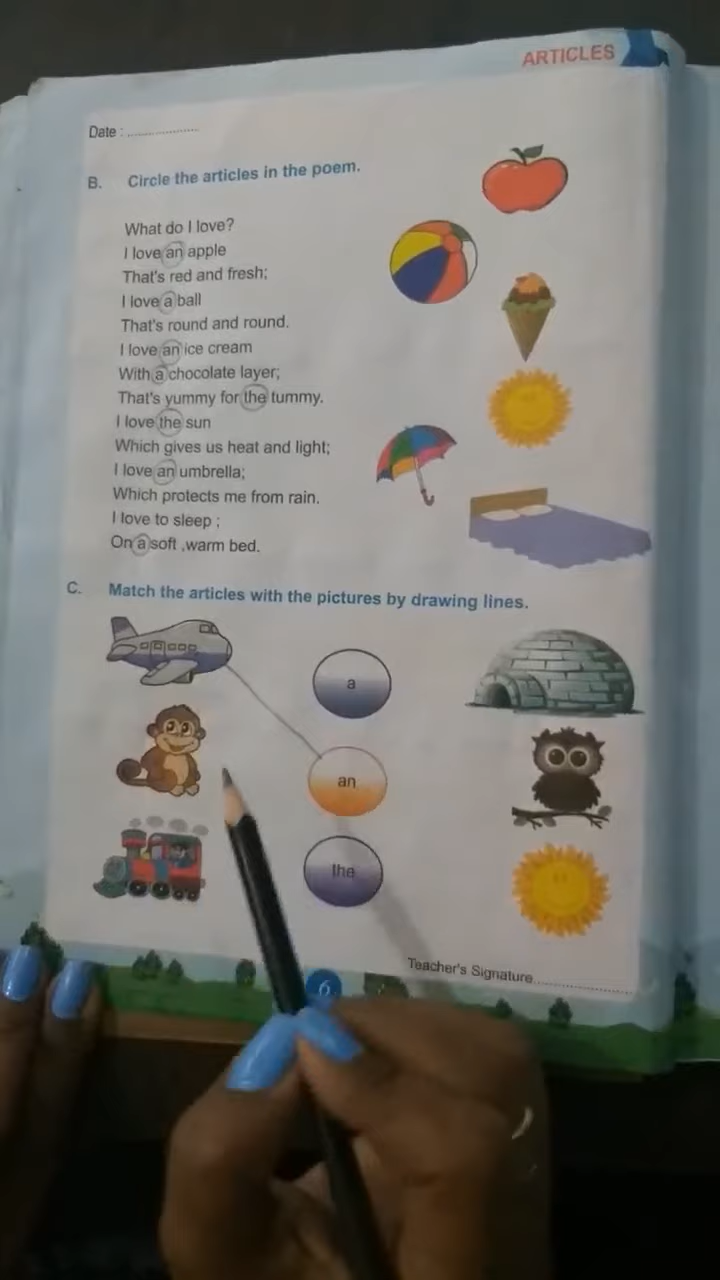 ARTICLES
Date : ..................
B. Circle the articles in the poem.
What do I love?
I love an apple
That's red and fresh;
I love a ball
That's round and round.
I love an ice cream
With a chocolate layer;
That's yummy for the tummy.
I love the sun
Which gives us heat and light;
I love an umbrella;
Which protects me from rain.
I love to sleep ;
On a soft ,warm bed.
C. Match the articles with the pictures by drawing lines.
a
an
the
Teacher's Signature......................
6